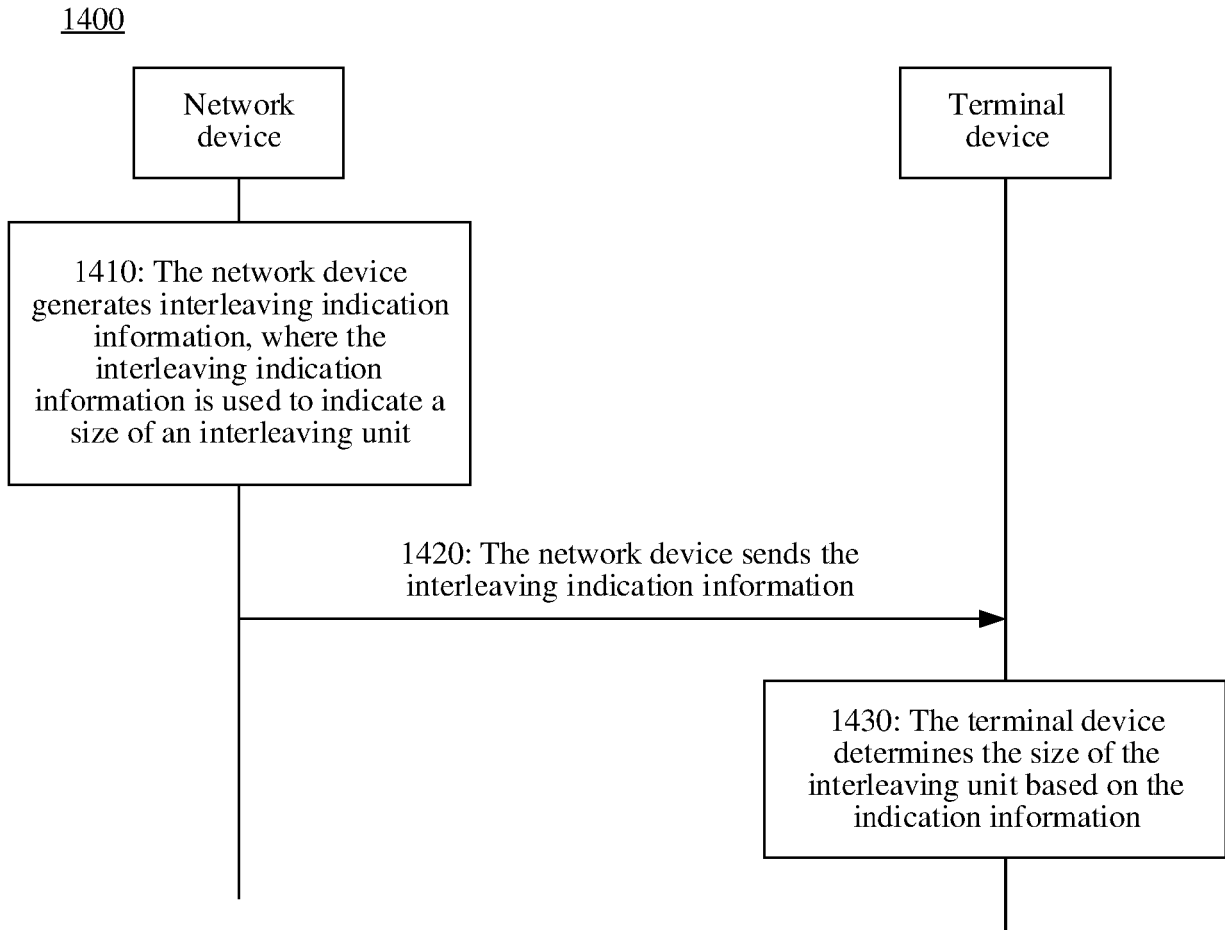 1400
Network
device
Terminal
device
1410: The network device
generates interleaving indication
information, where the
interleaving indication
information is used to indicate a
size of an interleaving unit
1420: The network device sends the
interleaving indication information
1430: The terminal device
determines the size of the
interleaving unit based on the
indication information